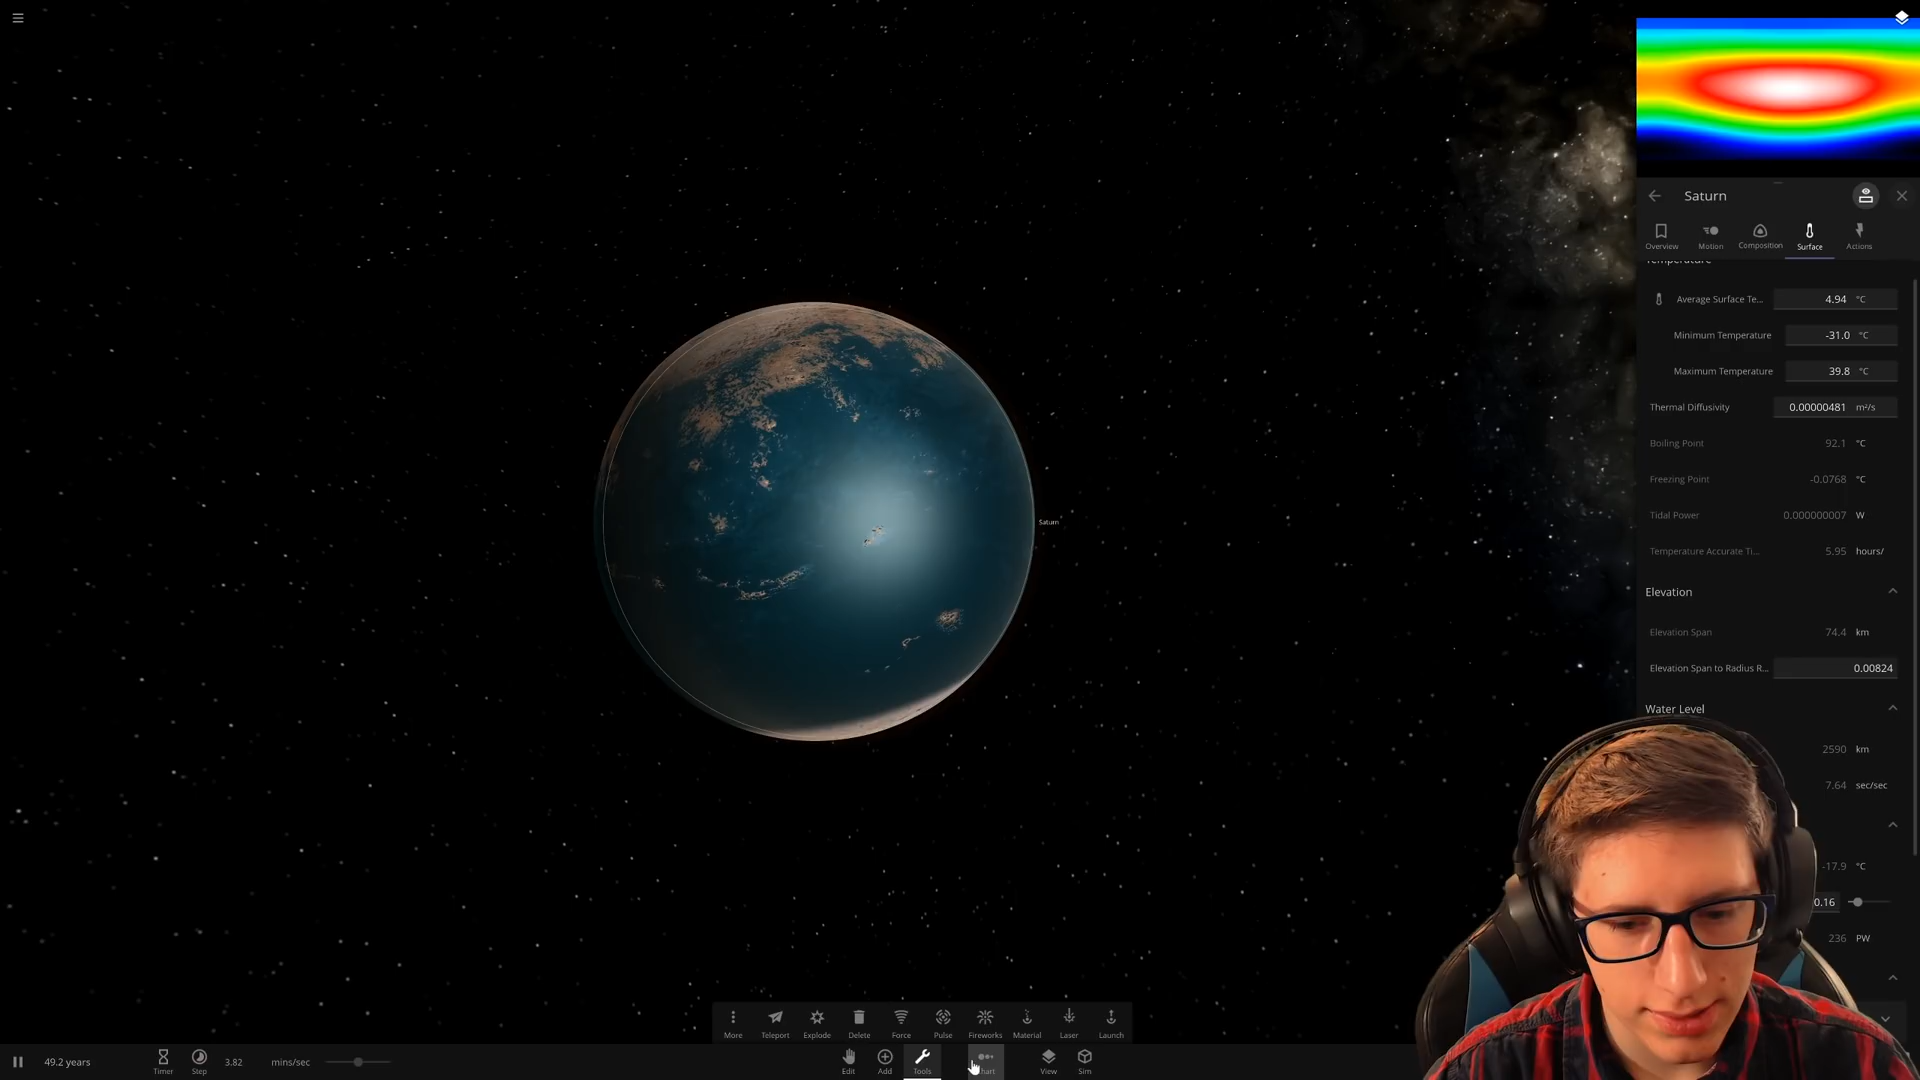 Saturn
Overview
Motion
Composition
Surface
Actions
Temperature
Average Surface Te... 4.94 °C
Minimum Temperature -31.0 °C
Maximum Temperature 39.8 °C
Thermal Diffusivity 0.00000481 m²/s
Boiling Point 92.1 °C
Freezing Point -0.0768 °C
Tidal Power 0.000000007 W
Temperature Accurate Ti... 5.95 hours/
Elevation
Elevation Span 74.4 km
Elevation Span to Radius R... 0.00824
Water Level
2590 km
7.64 sec/sec
-17.9 °C
0.16
236 PW
Saturn
More
Teleport
Explode
Delete
Force
Pulse
Fireworks
Material
Laser
Launch
49.2 years
Timer
Step
3.82 mins/sec
Edit
Add
Tools
View
Sim